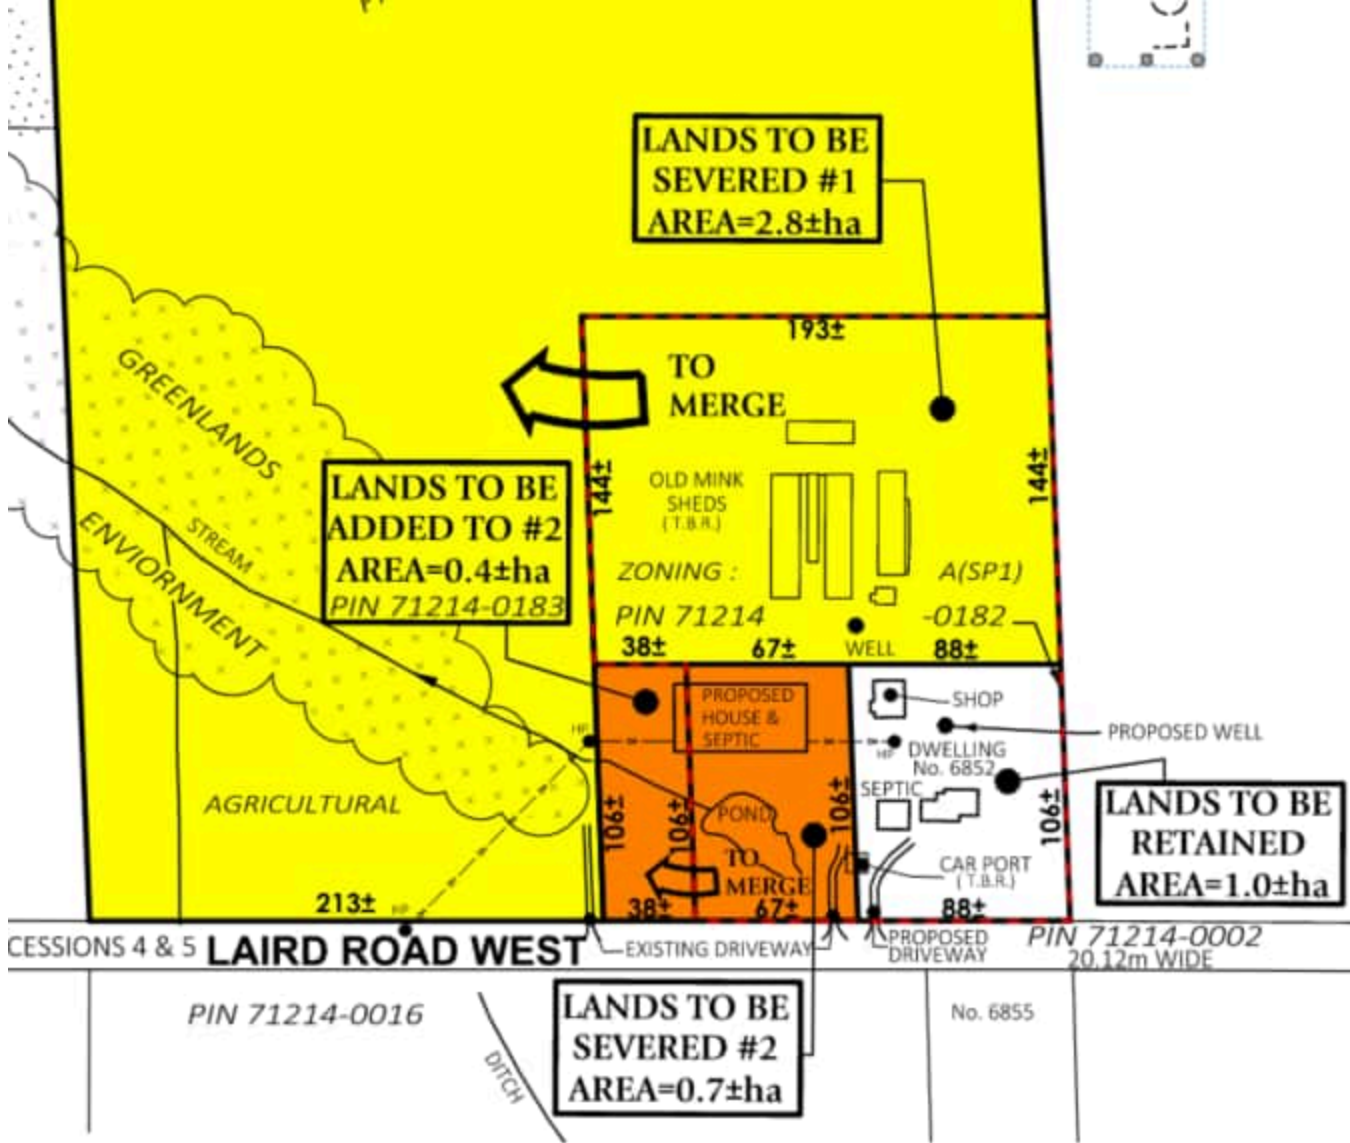 LANDS TO BE
SEVERED #1
AREA=2.8±ha
193±
TO
MERGE
GREENLANDS
ENVIORNMENT
STREAM
LANDS TO BE
ADDED TO #2
AREA=0.4±ha
PIN 71214-0183
144±
144±
OLD MINK
SHEDS
(T.B.R.)
ZONING :
A(SP1)
PIN 71214
-0182
WELL
38±
67±
88±
PROPOSED
HOUSE &
SEPTIC
SHOP
PROPOSED WELL
HP
HP
DWELLING
No. 6852
SEPTIC
106±
106±
106±
106±
POND
LANDS TO BE
RETAINED
AREA=1.0±ha
AGRICULTURAL
TO
MERGE
CAR PORT
(T.B.R.)
213±
HP
38±
67±
88±
CESSIONS 4 & 5
LAIRD ROAD WEST
EXISTING DRIVEWAY
PROPOSED
DRIVEWAY
PIN 71214-0002
20.12m WIDE
PIN 71214-0016
DITCH
LANDS TO BE
SEVERED #2
AREA=0.7±ha
No. 6855